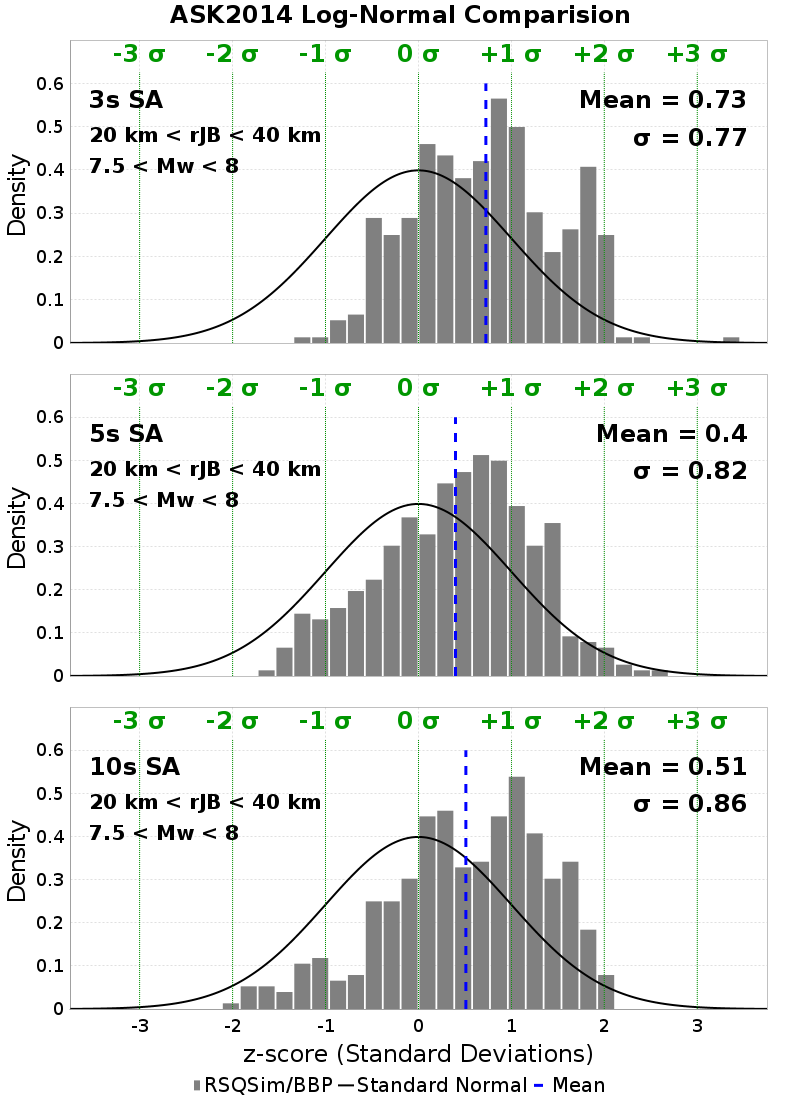 ASK2014 Log-Normal Comparision
-3 σ -2 σ -1 σ 0 σ +1 σ +2 σ +3 σ
3s SA
20 km < rJB < 40 km
7.5 < Mw < 8
Mean = 0.73
σ = 0.77
Density
0.6
0.5
0.4
0.3
0.2
0.1
0
-3 σ -2 σ -1 σ 0 σ +1 σ +2 σ +3 σ
5s SA
20 km < rJB < 40 km
7.5 < Mw < 8
Mean = 0.4
σ = 0.82
Density
0.6
0.5
0.4
0.3
0.2
0.1
0
-3 σ -2 σ -1 σ 0 σ +1 σ +2 σ +3 σ
10s SA
20 km < rJB < 40 km
7.5 < Mw < 8
Mean = 0.51
σ = 0.86
Density
0.6
0.5
0.4
0.3
0.2
0.1
0
-3 -2 -1 0 1 2 3
z-score (Standard Deviations)
RSQSim/BBP Standard Normal Mean